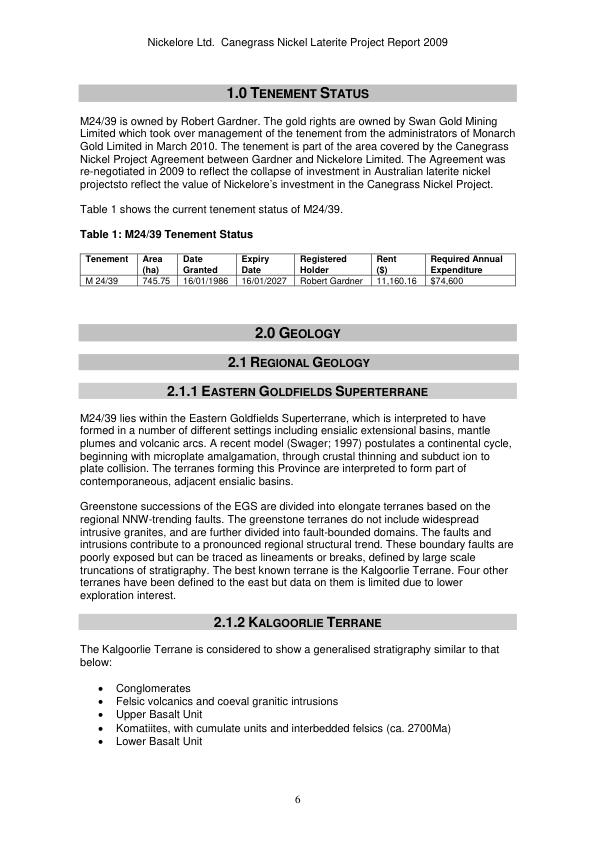 Nickelore Ltd.  Canegrass Nickel Laterite Project Report 2009
1.0 TENEMENT STATUS
M24/39 is owned by Robert Gardner. The gold rights are owned by Swan Gold Mining
Limited which took over management of the tenement from the administrators of Monarch
Gold Limited in March 2010. The tenement is part of the area covered by the Canegrass
Nickel Project Agreement between Gardner and Nickelore Limited. The Agreement was
re-negotiated in 2009 to reflect the collapse of investment in Australian laterite nickel
projectsto reflect the value of Nickelore's investment in the Canegrass Nickel Project.
Table 1 shows the current tenement status of M24/39.
Table 1: M24/39 Tenement Status
Tenement Area Date Expiry Registered Rent Required Annual
(ha) Granted Date Holder ($) Expenditure
M 24/39 745.75 16/01/1986 16/01/2027 Robert Gardner 11,160.16 $74,600
2.0 GEOLOGY
2.1 REGIONAL GEOLOGY
2.1.1 EASTERN GOLDFIELDS SUPERTERRANE
M24/39 lies within the Eastern Goldfields Superterrane, which is interpreted to have
formed in a number of different settings including ensialic extensional basins, mantle
plumes and volcanic arcs. A recent model (Swager; 1997) postulates a continental cycle,
beginning with microplate amalgamation, through crustal thinning and subduct ion to
plate collision. The terranes forming this Province are interpreted to form part of
contemporaneous, adjacent ensialic basins.
Greenstone successions of the EGS are divided into elongate terranes based on the
regional NNW-trending faults. The greenstone terranes do not include widespread
intrusive granites, and are further divided into fault-bounded domains. The faults and
intrusions contribute to a pronounced regional structural trend. These boundary faults are
poorly exposed but can be traced as lineaments or breaks, defined by large scale
truncations of stratigraphy. The best known terrane is the Kalgoorlie Terrane. Four other
terranes have been defined to the east but data on them is limited due to lower
exploration interest.
2.1.2 KALGOORLIE TERRANE
The Kalgoorlie Terrane is considered to show a generalised stratigraphy similar to that
below:
• Conglomerates
• Felsic volcanics and coeval granitic intrusions
• Upper Basalt Unit
• Komatiites, with cumulate units and interbedded felsics (ca. 2700Ma)
• Lower Basalt Unit
6